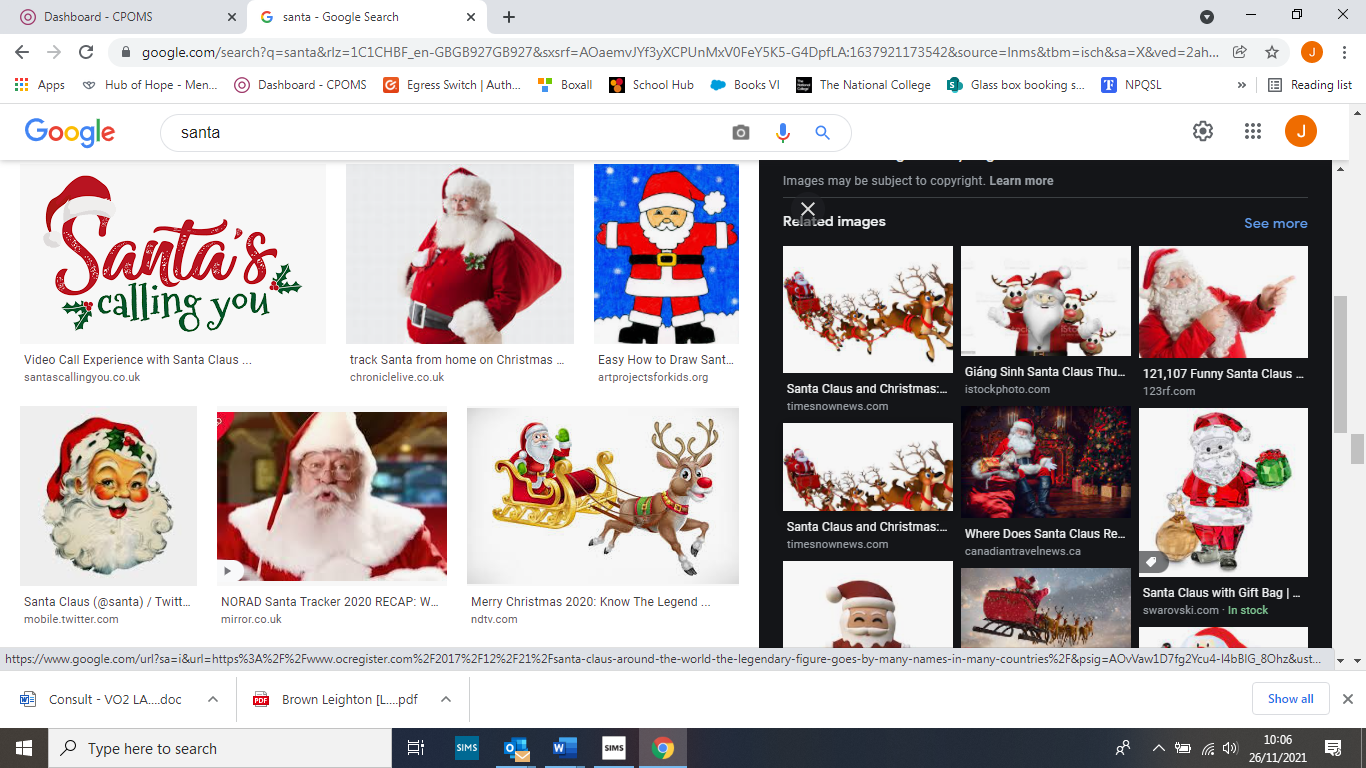 Dashboard - CPOMS
santa - Google Search
google.com/search?q=santa&rlz=1C1CHBF_en-GBGB927GB927&sxsrf=AOaemvJYf3yXCPUnMxV0FeY5K5-G4DpfLA:1637921173542&source=lnms&tbm=isch&sa=X&ved=2ah...
J
Apps
Hub of Hope - Men...
Dashboard - CPOMS
Egress Switch | Auth...
Boxall
School Hub
Books VI
The National College
Glass box booking s...
NPQSL
Reading list
Google
santa
J
Images may be subject to copyright. Learn more
Related images
See more
Santa's
calling you
Video Call Experience with Santa Claus ...
santascallingyou.co.uk
track Santa from home on Christmas ...
chroniclelive.co.uk
Easy How to Draw Sant...
artprojectsforkids.org
Santa Claus (@santa) / Twitt...
mobile.twitter.com
NORAD Santa Tracker 2020 RECAP: W...
mirror.co.uk
Merry Christmas 2020: Know The Legend ...
ndtv.com
Santa Claus and Christmas:...
timesnownews.com
Giáng Sinh Santa Claus Thu...
istockphoto.com
121,107 Funny Santa Claus ...
123rf.com
Santa Claus and Christmas:...
timesnownews.com
Where Does Santa Claus Re...
canadiantravelnews.ca
Santa Claus with Gift Bag | ...
swarovski.com · In stock
https://www.google.com/url?sa=i&url=https%3A%2F%2Fwww.ocregister.com%2F2017%2F12%2F21%2Fsanta-claus-around-the-world-the-legendary-figure-goes-by-many-names-in-many-countries%2F&psig=AOvVaw1D7fg2Ycu4-I4bBlG_8Ohz&ust...
Consult - VO2 LA....doc
Brown Leighton [L....pdf
Show all
Type here to search
SIMS
SIMS
10:06
26/11/2021